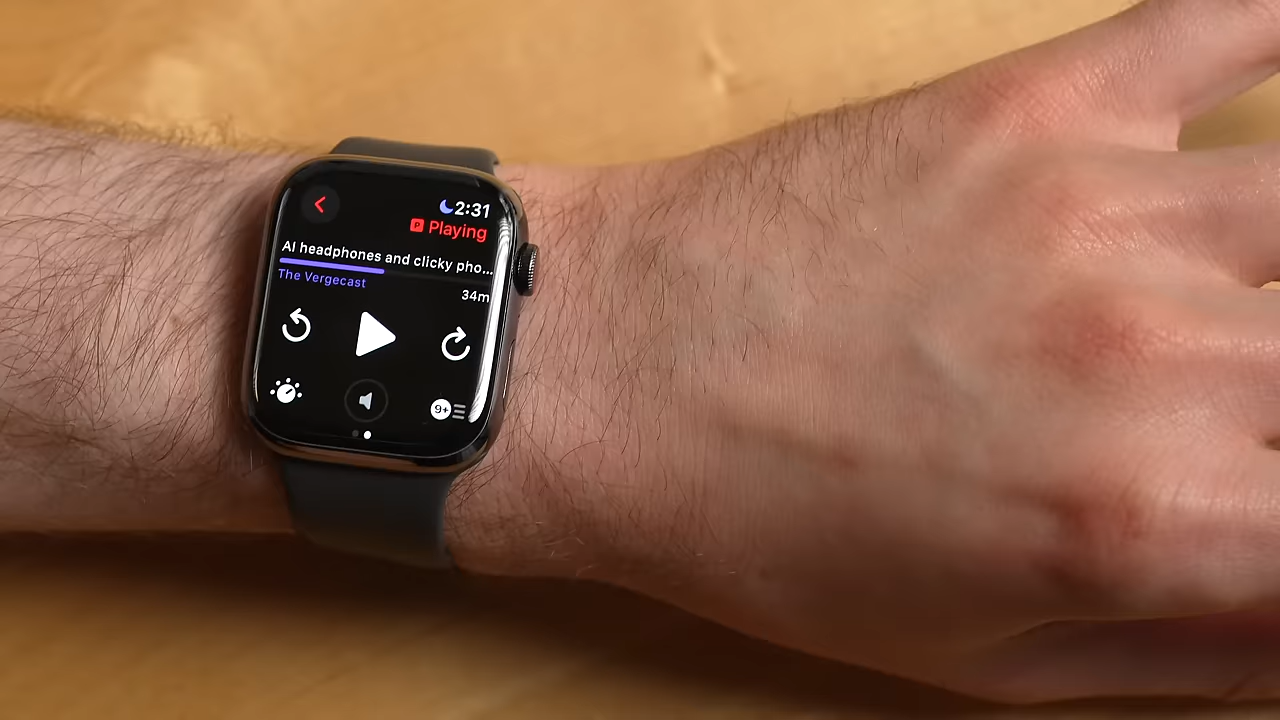 2:31
P Playing
AI headphones and clicky pho...
The Vergecast
34m
9+